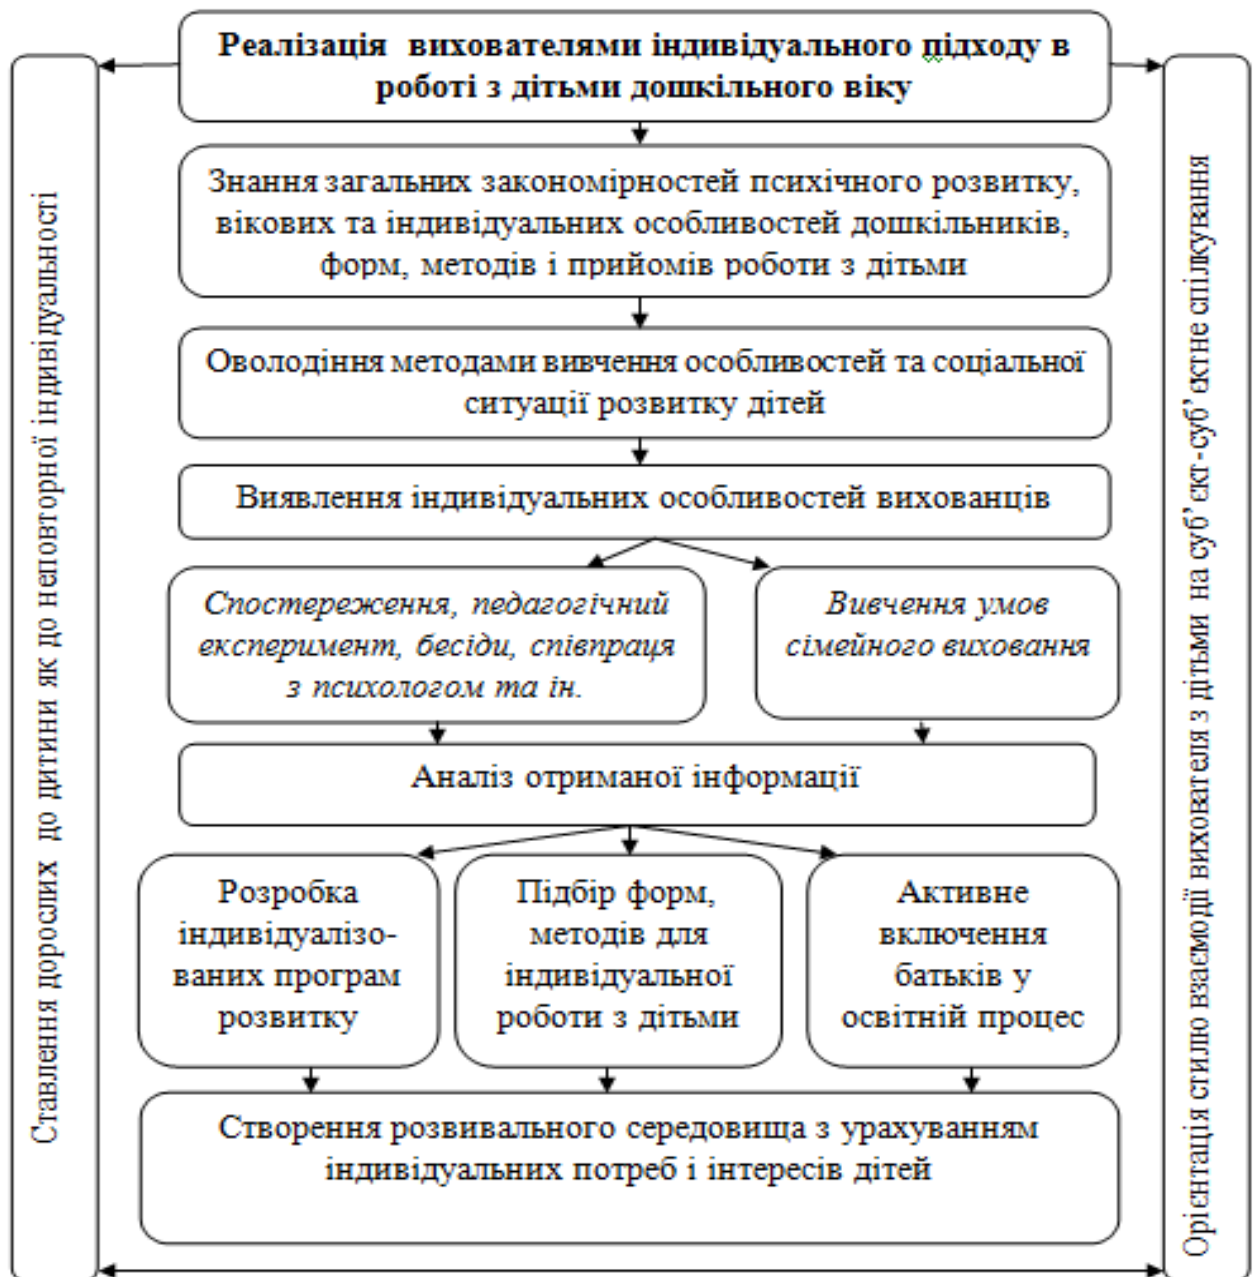 Реалізація вихователями індивідуального підходу в
роботі з дітьми дошкільного віку
Ставлення дорослих до дитини як до неповторної індивідуальності
Знання загальних закономірностей психічного розвитку,
вікових та індивідуальних особливостей дошкільників,
форм, методів і прийомів роботи з дітьми
Оволодіння методами вивчення особливостей та соціальної
ситуації розвитку дітей
Виявлення індивідуальних особливостей вихованців
Спостереження, педагогічний
експеримент, бесіди, співпраця
з психологом та ін.
Вивчення умов
сімейного виховання
Аналіз отриманої інформації
Розробка
індивідуалізо-
ваних програм
розвитку
Підбір форм,
методів для
індивідуальної
роботи з дітьми
Активне
включення
батьків у
освітній процес
Створення розвивального середовища з урахуванням
індивідуальних потреб і інтересів дітей
Орієнтація стилю взаємодії вихователя з дітьми на суб’єкт-суб’єктне спілкування